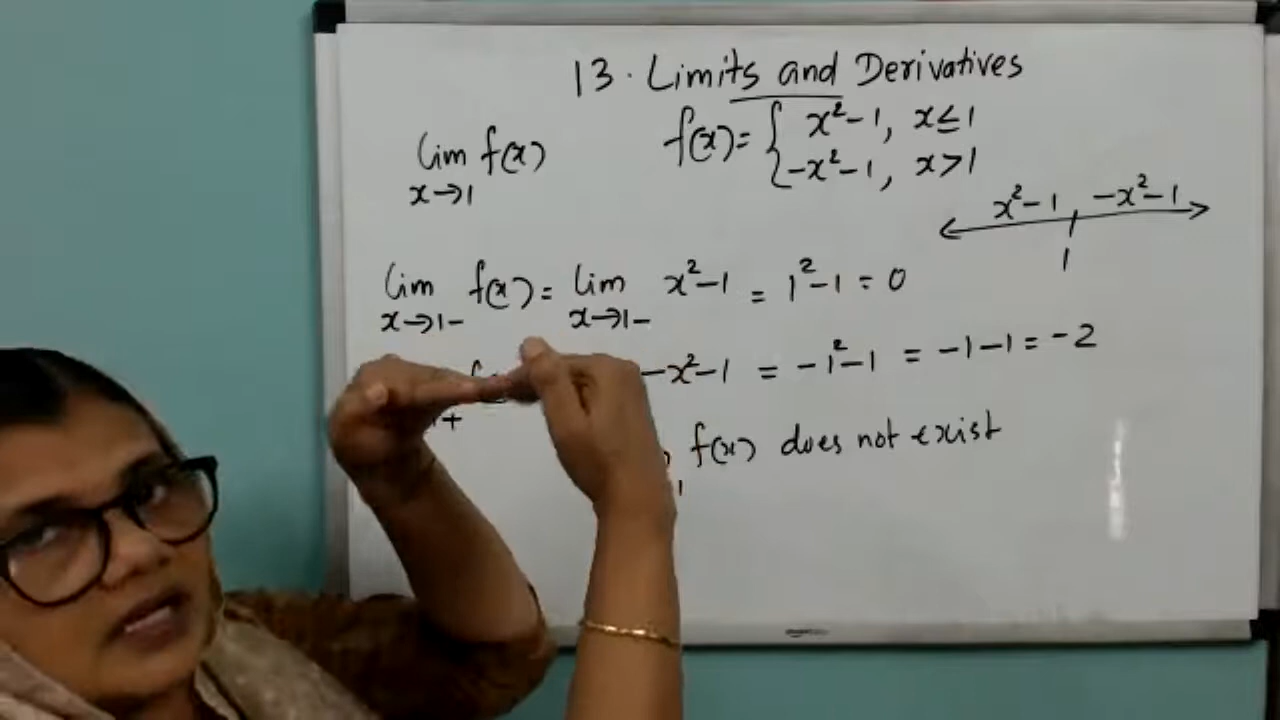 13. Limits and Derivatives
lim f(x)
x→1
f(x) = { x²-1, x≤1
-x²-1, x>1
x²-1, -x²-1
1
lim f(x) = lim x²-1 = 1²-1 = 0
x→1- x→1-
-x²-1 = -1²-1 = -1-1 = -2
+
f(x) does not exist
1